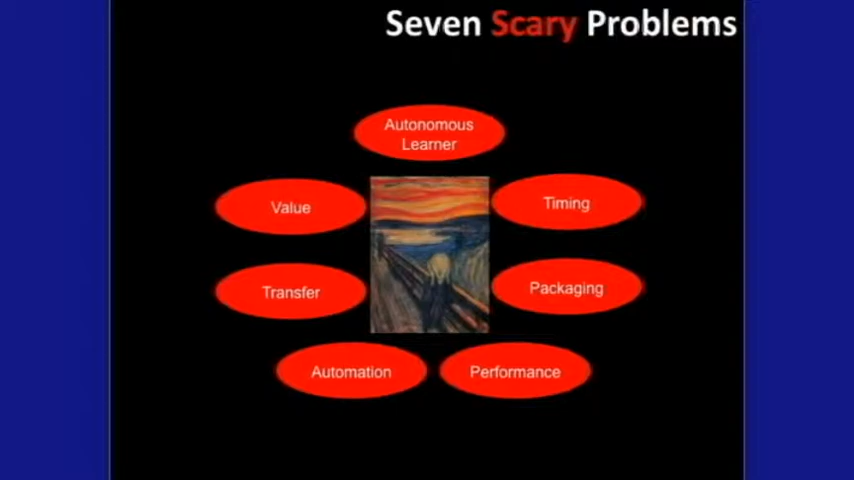 Seven Scary Problems
Autonomous
Learner
Value
Timing
Transfer
Packaging
Automation
Performance